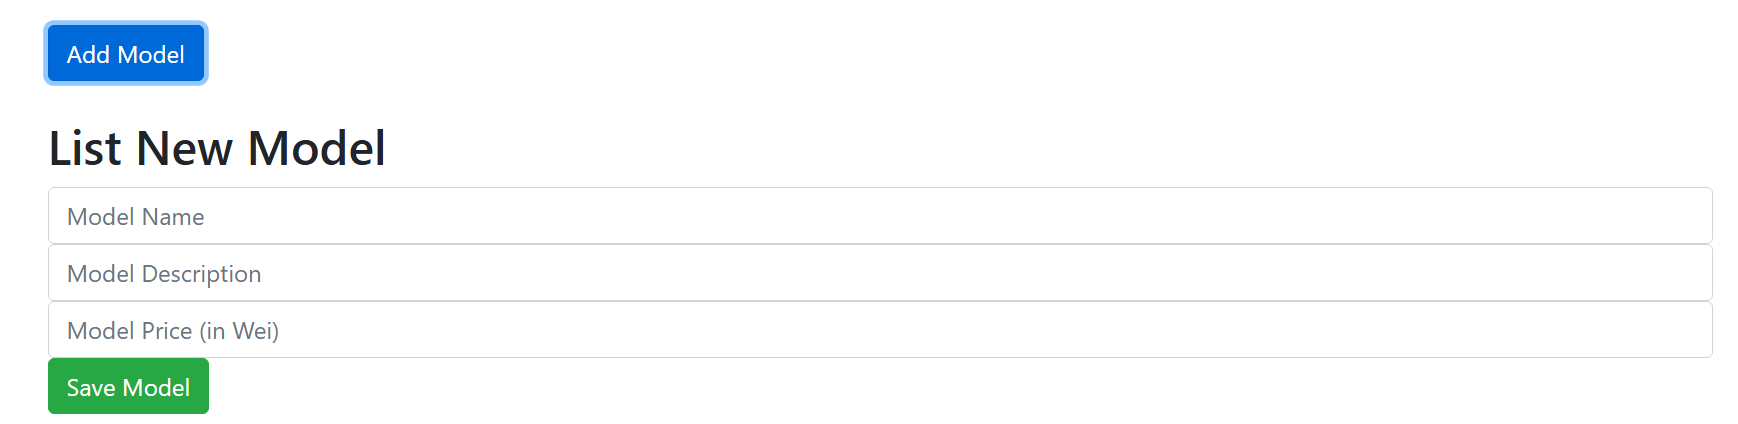 Add Model
List New Model
Model Name
Model Description
Model Price (in Wei)
Save Model